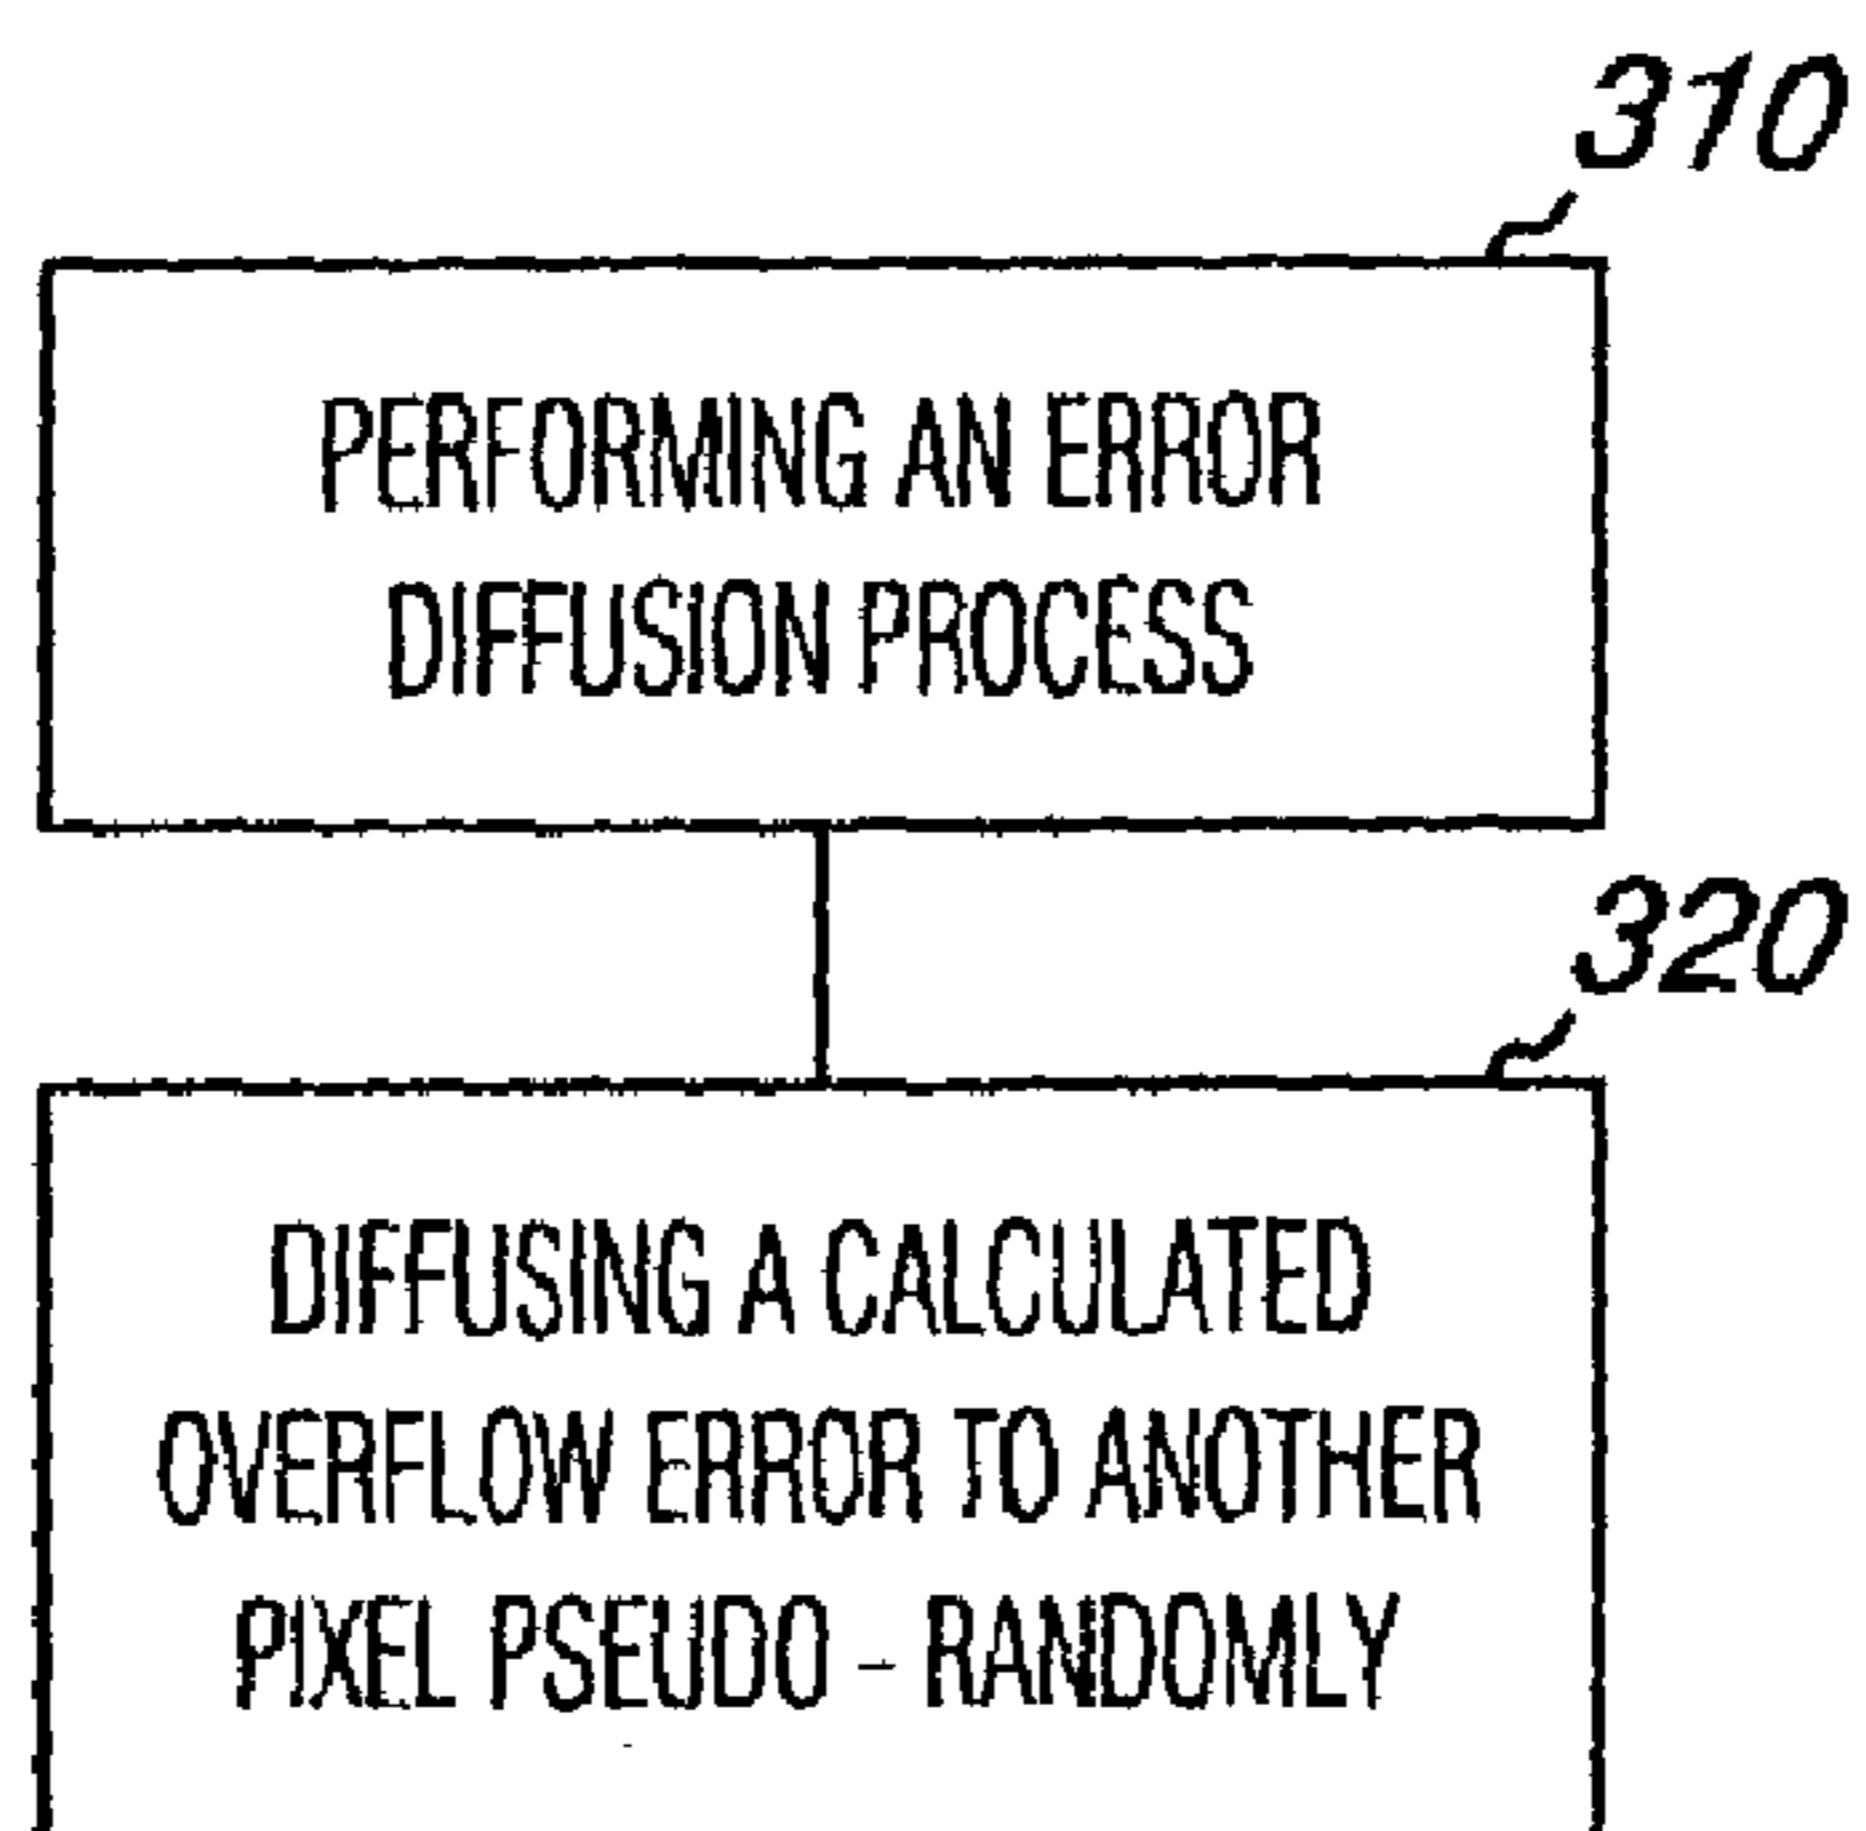 310
PERFORMING AN ERROR
DIFFUSION PROCESS
320
DIFFUSING A CALCULATED
OVERFLOW ERROR TO ANOTHER
PIXEL PSEUDO - RANDOMLY